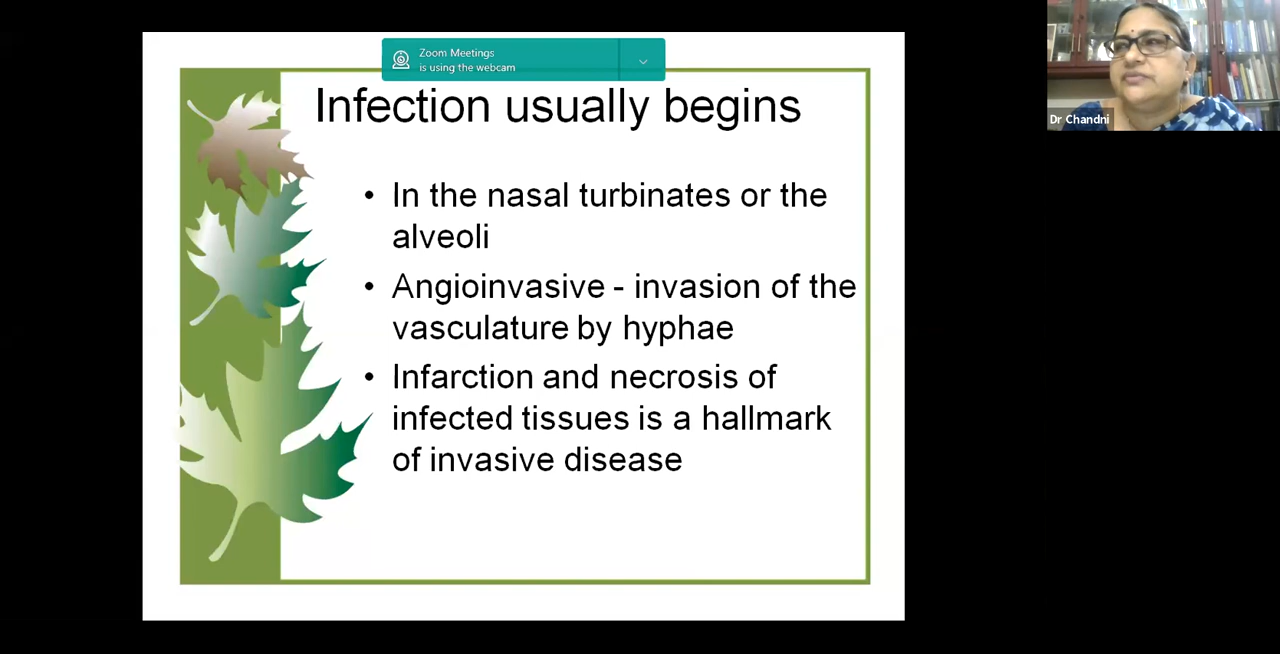 Zoom Meetings
is using the webcam
Infection usually begins
• In the nasal turbinates or the
alveoli
• Angioinvasive - invasion of the
vasculature by hyphae
• Infarction and necrosis of
infected tissues is a hallmark
of invasive disease
Dr Chandni